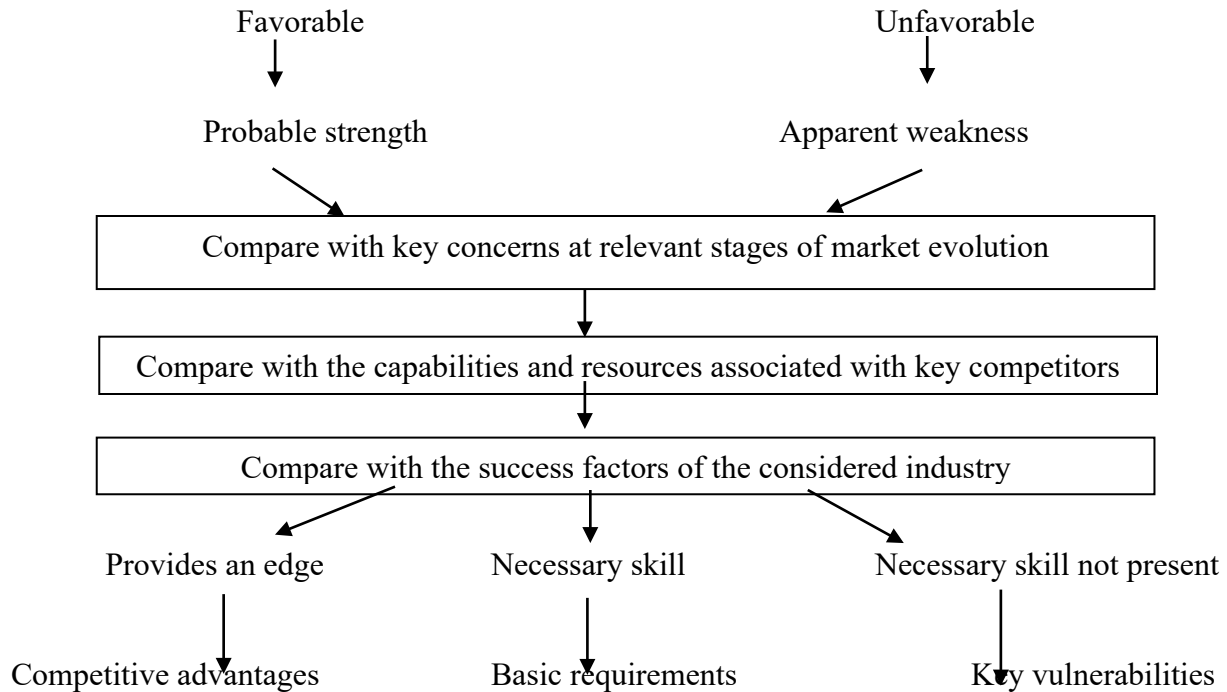 Favorable
Unfavorable
Probable strength
Apparent weakness
Compare with key concerns at relevant stages of market evolution
Compare with the capabilities and resources associated with key competitors
Compare with the success factors of the considered industry
Provides an edge
Necessary skill
Necessary skill not present
Competitive advantages
Basic requirements
Key vulnerabilities